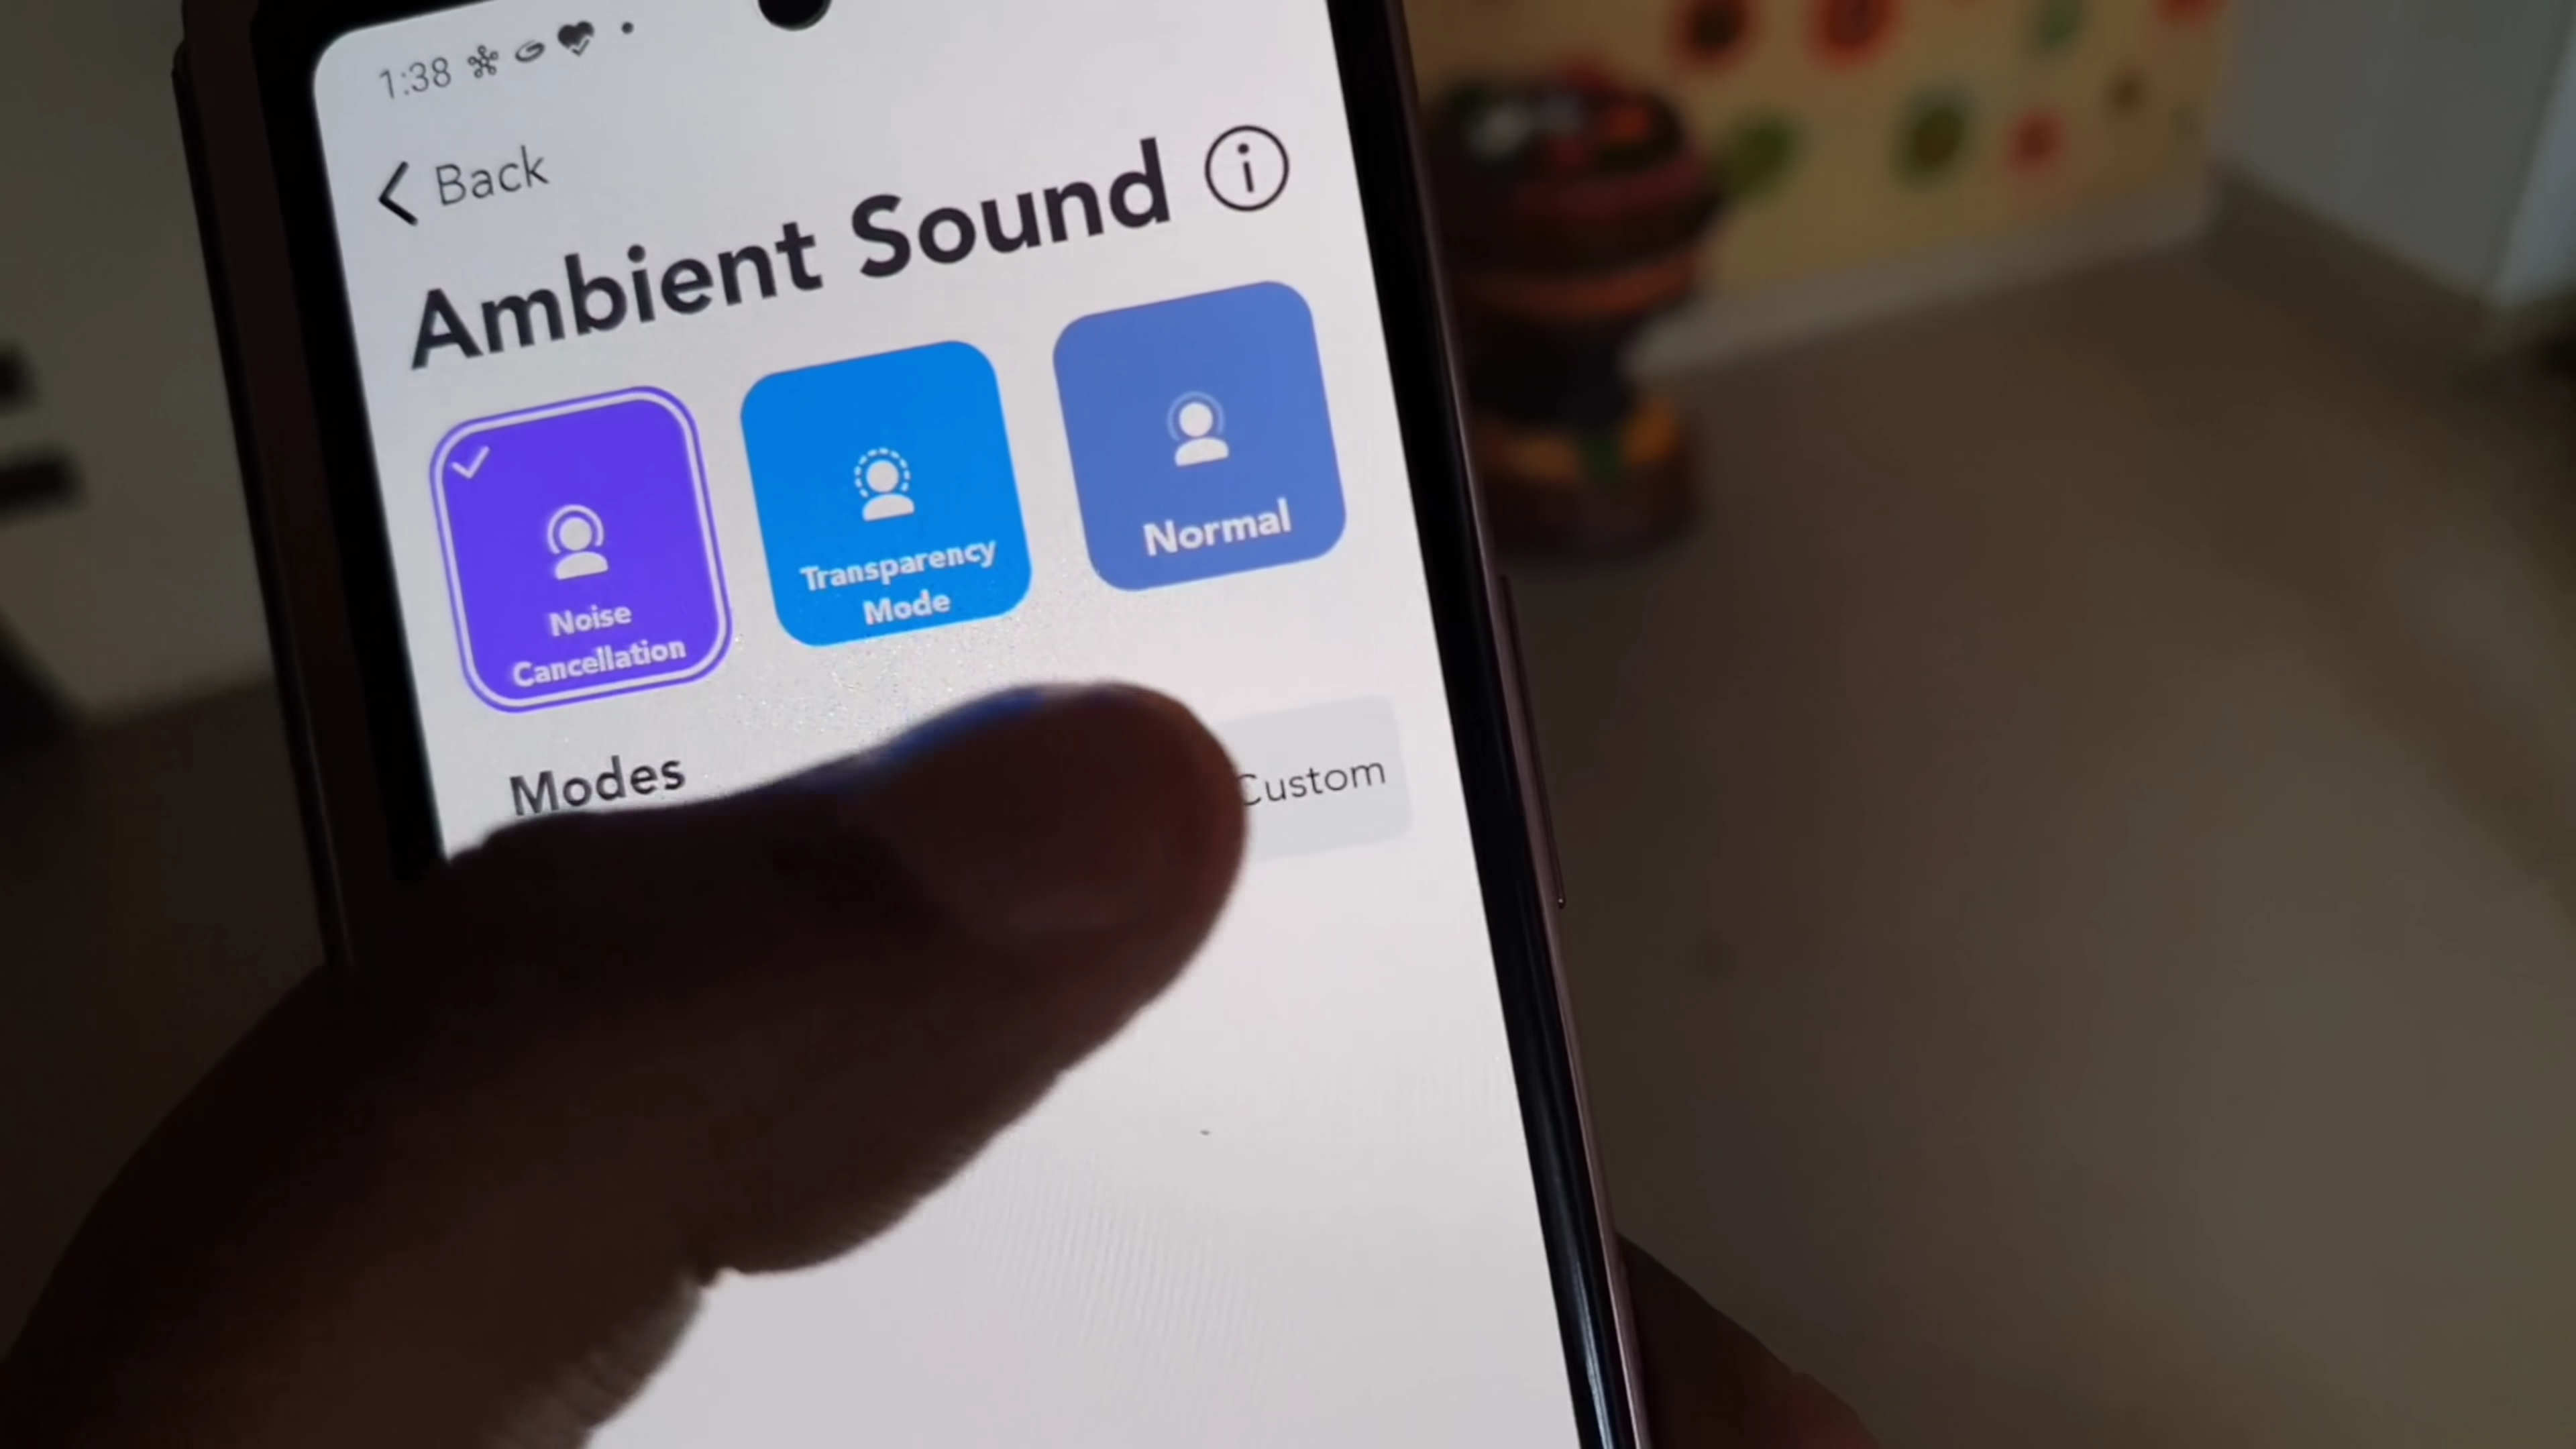 1:38
Back
Ambient Sound
Noise
Cancellation
Transparency
Mode
Normal
Modes
Custom